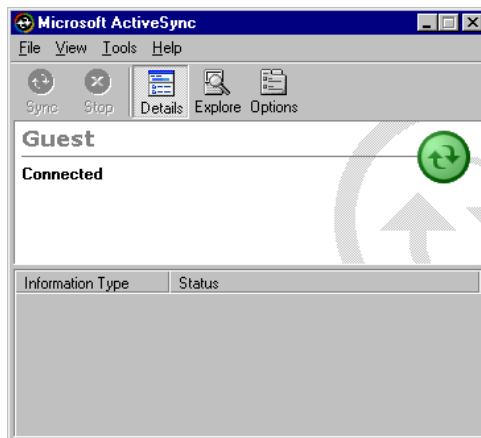 Microsoft ActiveSync
File View Tools Help
Sync Stop Details Explore Options
Guest
Connected
Information Type Status